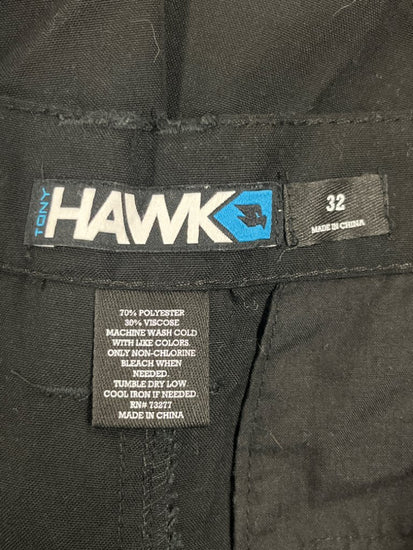 TONY
HAWK
32
MADE IN CHINA
70% POLYESTER
30% VISCOSE
MACHINE WASH COLD
WITH LIKE COLORS.
ONLY NON-CHLORINE
BLEACH WHEN
NEEDED.
TUMBLE DRY LOW
COOL IRON IF NEEDED.
RN# 73277
MADE IN CHINA